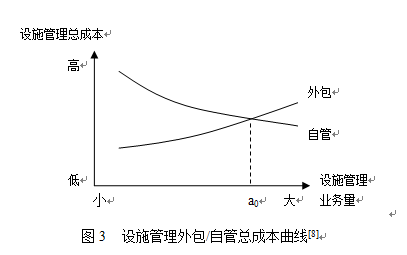 设施管理总成本↵
高↵
外包↵
自管↵
低↵
设施管理↵
小↵
a₀↵
大↵
业务量↵
↵
图 3 设施管理外包/自管总成本曲线[8]↵